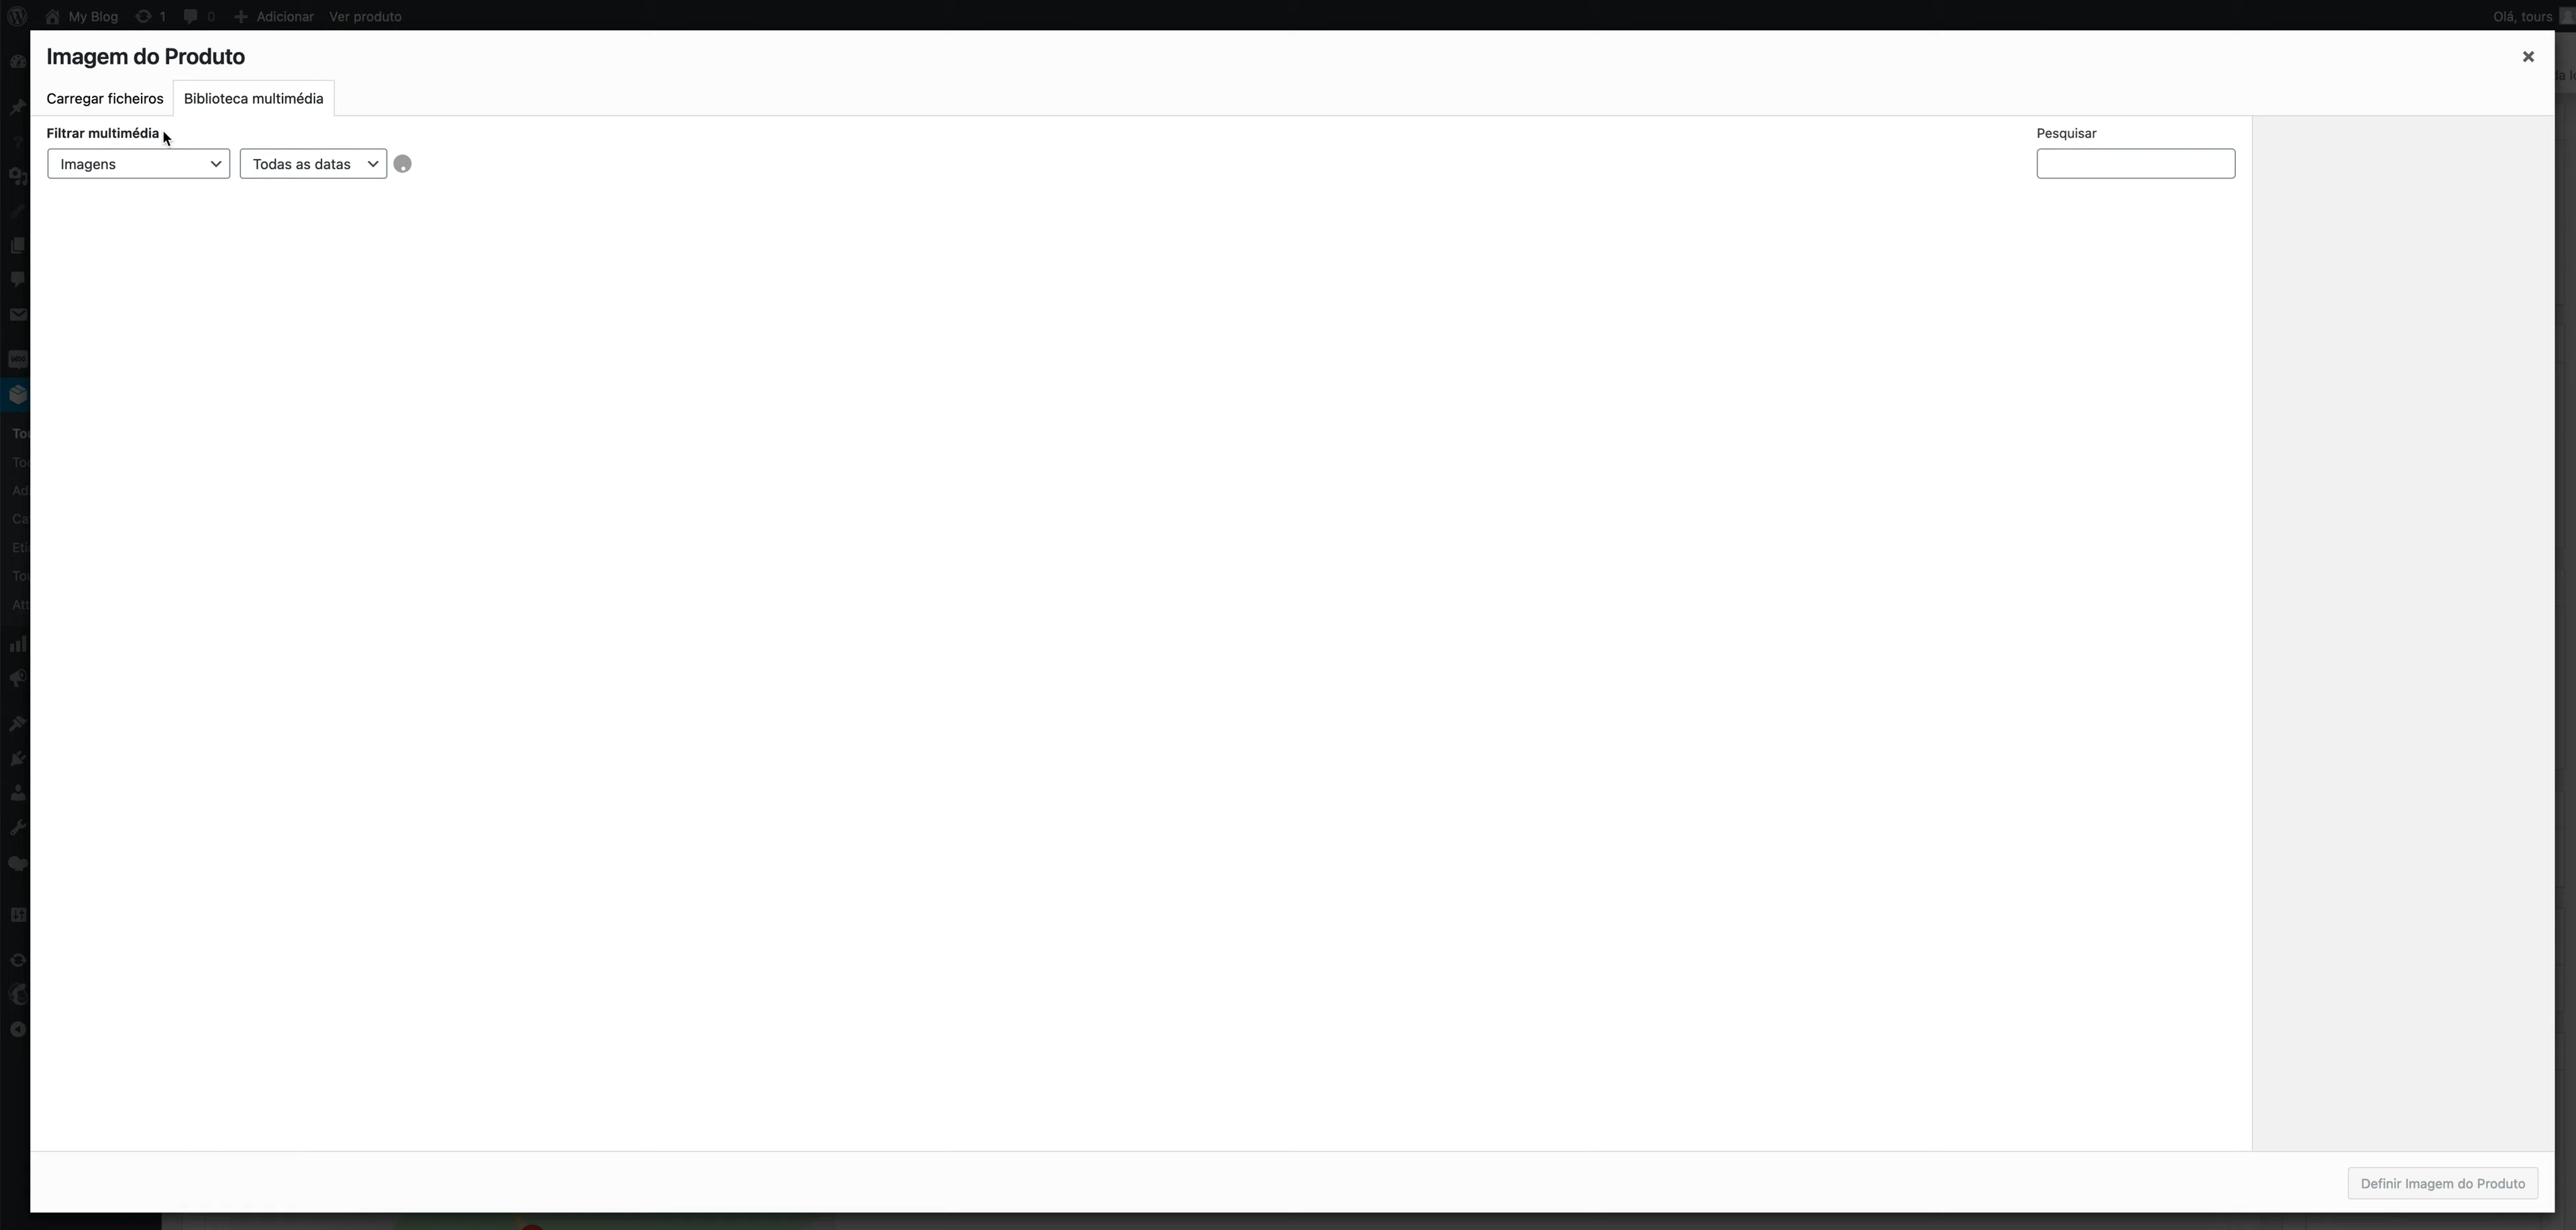 My Blog 1 0 Adicionar Ver produto Olá, tours
Imagem do Produto
Carregar ficheiros Biblioteca multimédia
Filtrar multimédia Pesquisar
Imagens Todas as datas
Definir Imagem do Produto